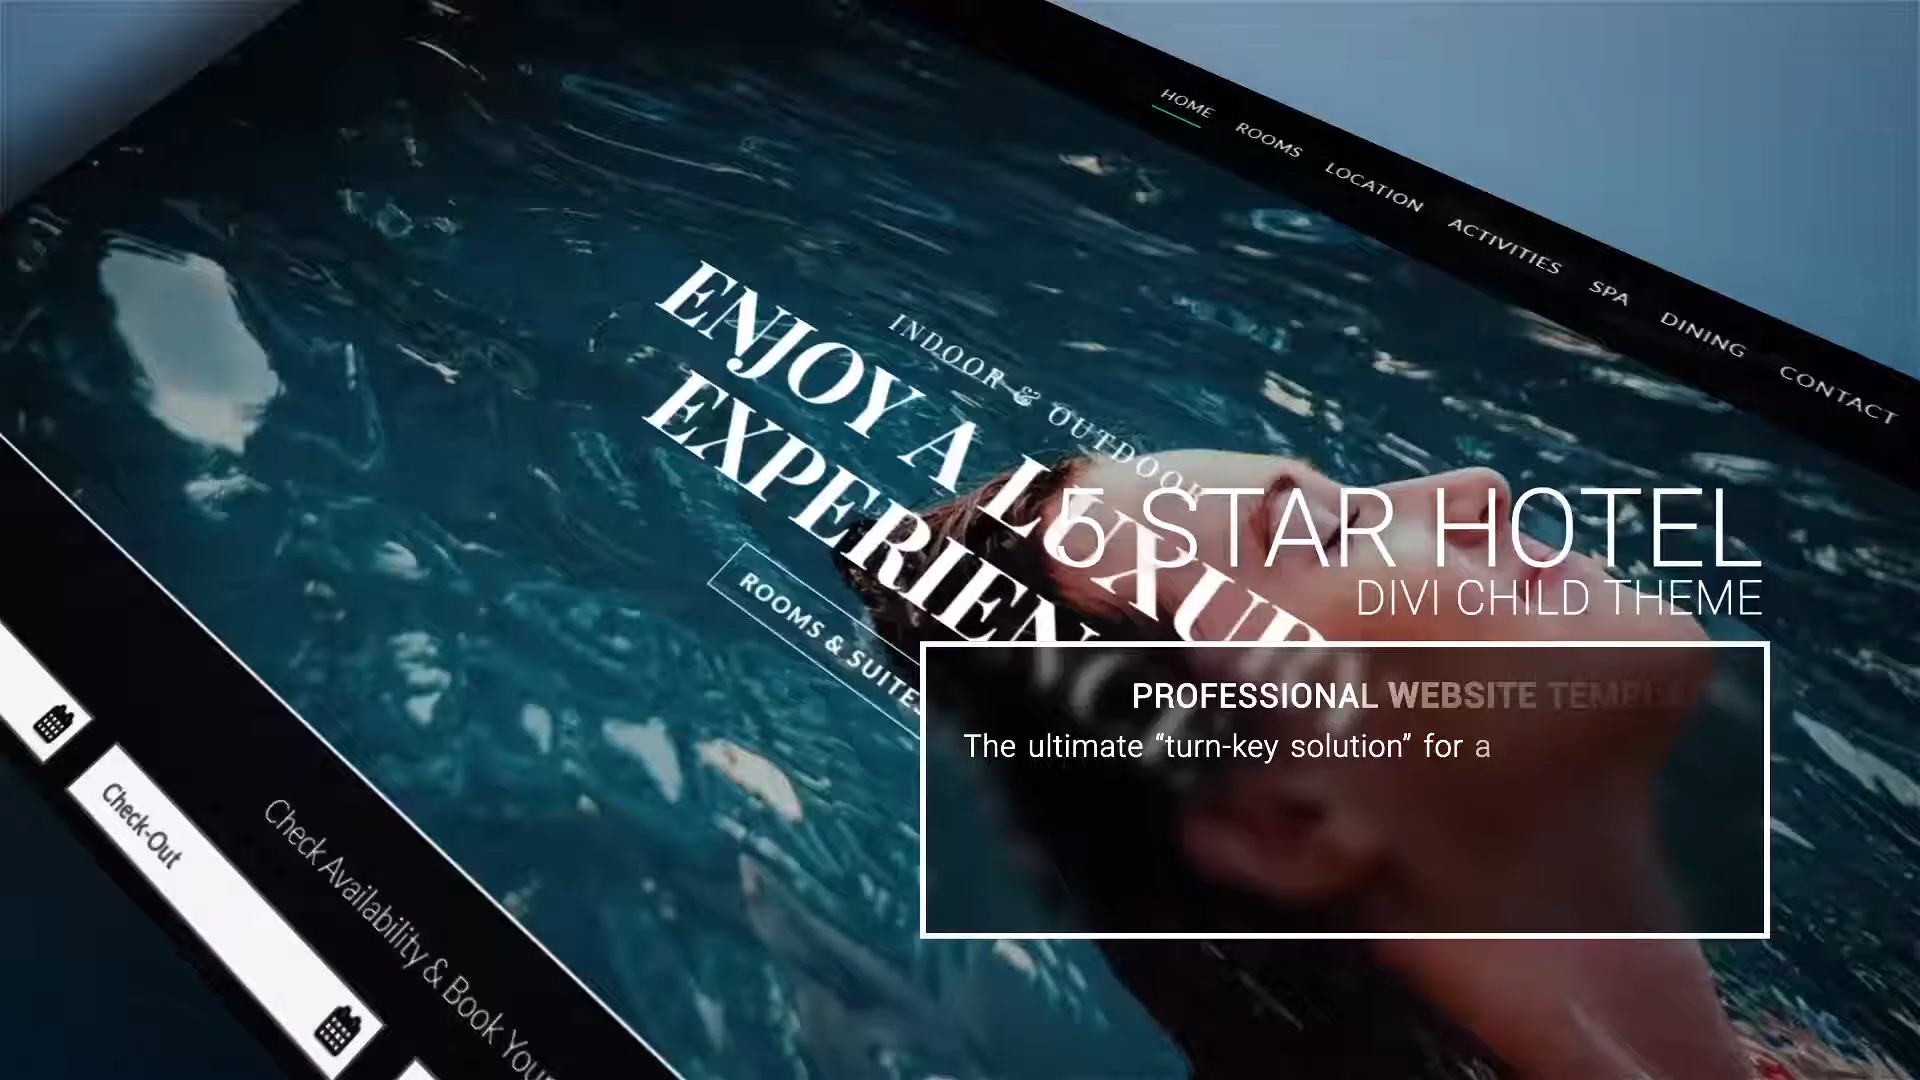 HOME ROOMS LOCATION ACTIVITIES SPA DINING CONTACT
INDOOR & OUTDOOR
ENJOY A LUXURY
EXPERIENCE
ROOMS & SUITES
5 STAR HOTEL
DIVI CHILD THEME
PROFESSIONAL WEBSITE
The ultimate “turn-key solution” for a
Check-Out
Check Availability & Book Your